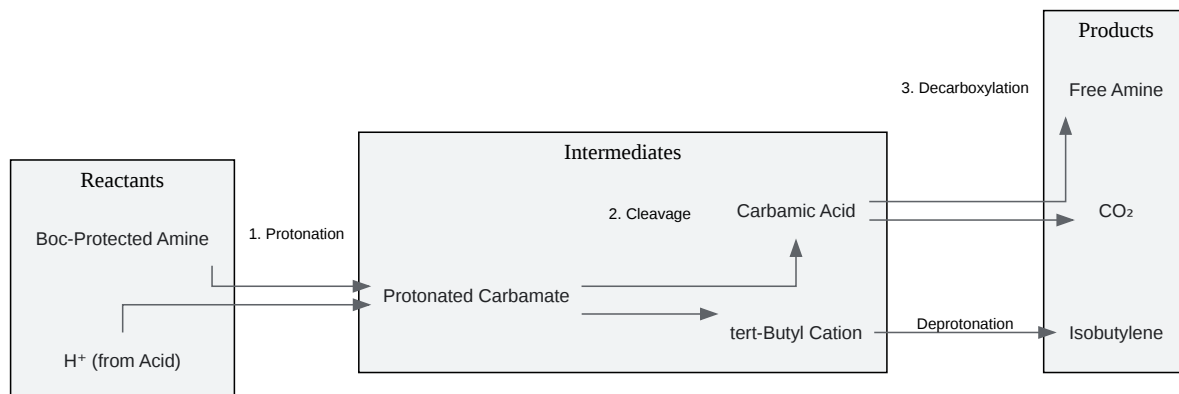 Products
3. Decarboxylation
Free Amine
Intermediates
Reactants
2. Cleavage
Carbamic Acid
CO₂
Boc-Protected Amine
1. Protonation
Protonated Carbamate
tert-Butyl Cation
Deprotonation
Isobutylene
H⁺ (from Acid)